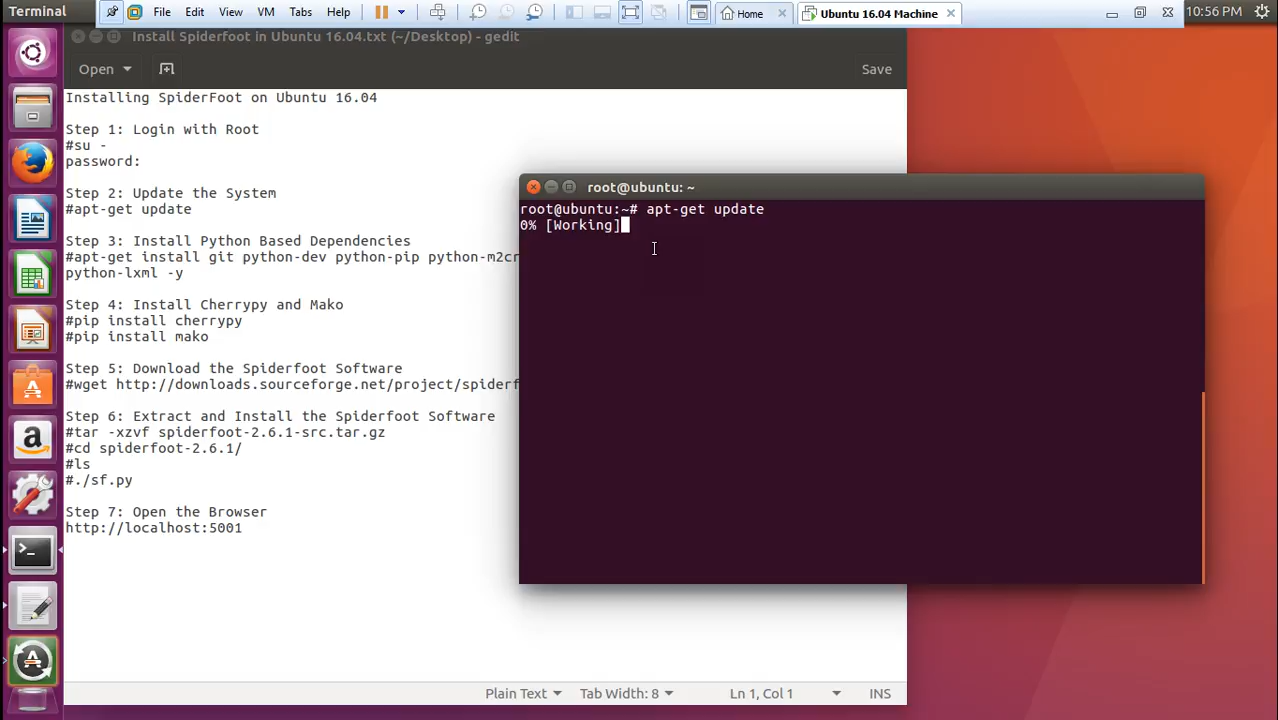 Terminal
File Edit View VM Tabs Help
Home
Ubuntu 16.04 Machine
10:56 PM
Install Spiderfoot in Ubuntu 16.04.txt (~/Desktop) - gedit
Open
Save
Installing SpiderFoot on Ubuntu 16.04
Step 1: Login with Root
#su -
password:
Step 2: Update the System
#apt-get update
Step 3: Install Python Based Dependencies
#apt-get install git python-dev python-pip python-m2cr
python-lxml -y
Step 4: Install Cherrypy and Mako
#pip install cherrypy
#pip install mako
Step 5: Download the Spiderfoot Software
#wget http://downloads.sourceforge.net/project/spiderf
Step 6: Extract and Install the Spiderfoot Software
#tar -xzvf spiderfoot-2.6.1-src.tar.gz
#cd spiderfoot-2.6.1/
#ls
#./sf.py
Step 7: Open the Browser
http://localhost:5001
root@ubuntu: ~
root@ubuntu:~# apt-get update
0% [Working]
Plain Text
Tab Width: 8
Ln 1, Col 1
INS